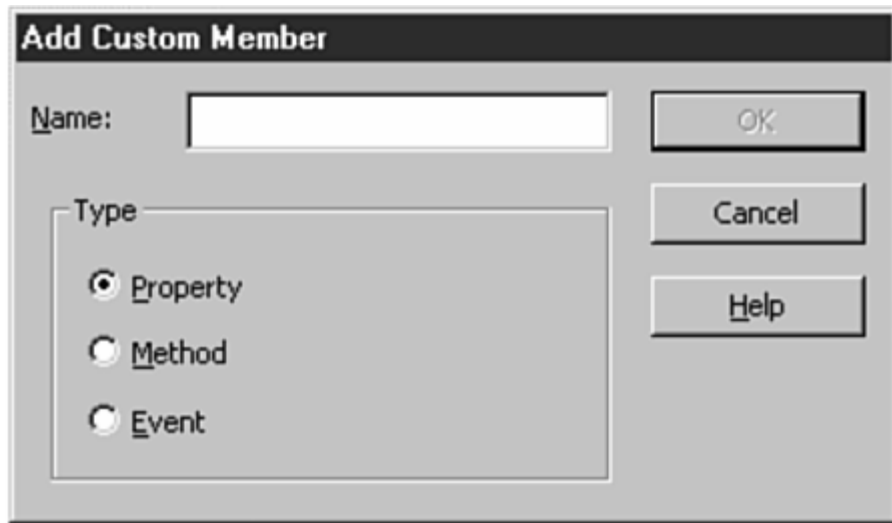 Add Custom Member
Name:
OK
Type
Cancel
Property
Help
Method
Event